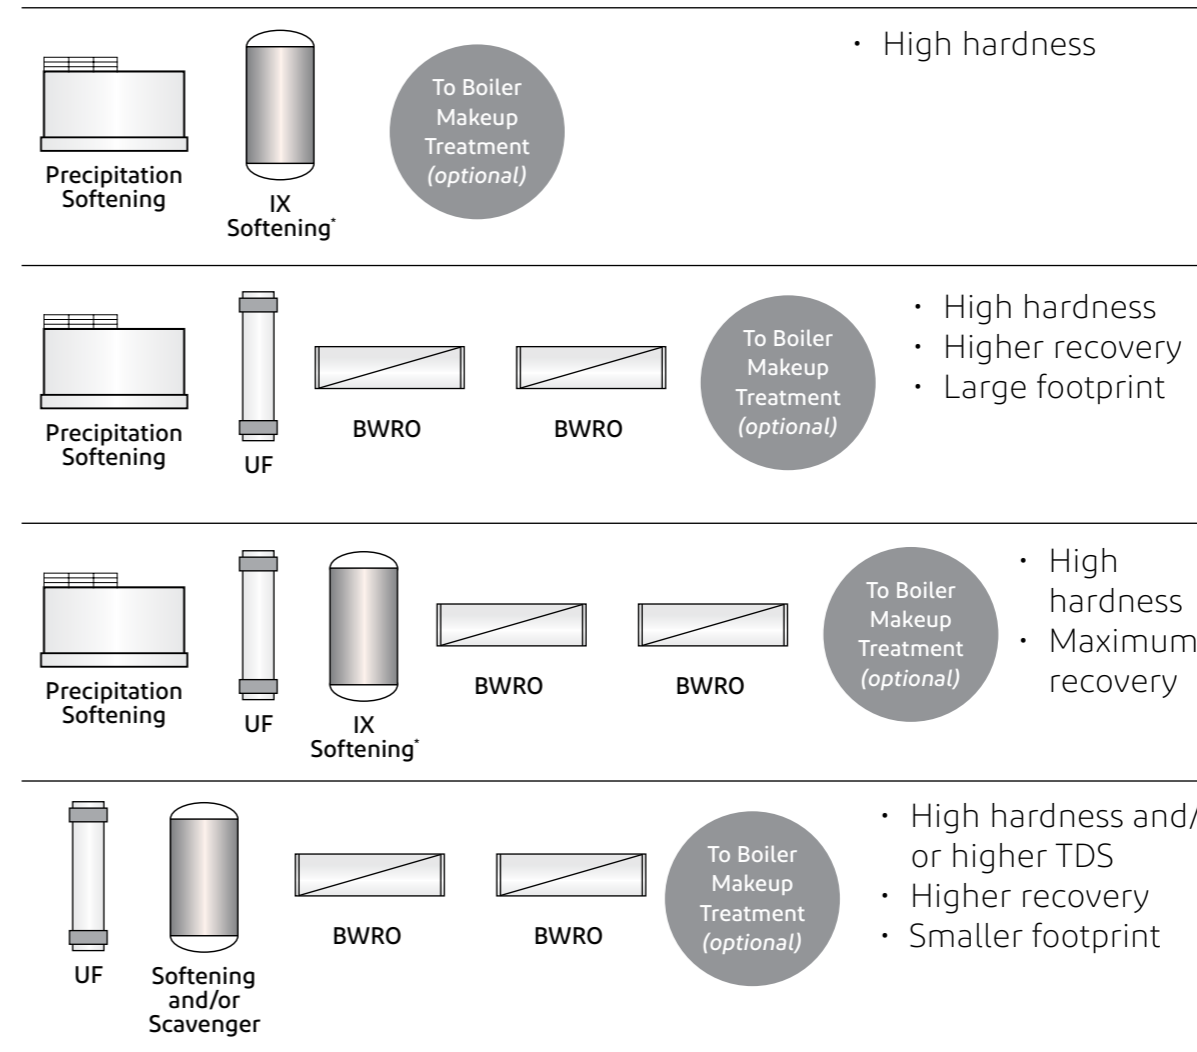 • High hardness
To Boiler
Makeup
Treatment
(optional)
Precipitation
Softening
IX
Softening*
• High hardness
• Higher recovery
• Large footprint
To Boiler
Makeup
Treatment
(optional)
Precipitation
Softening
UF
BWRO
BWRO
• High
hardness
• Maximum
recovery
To Boiler
Makeup
Treatment
(optional)
Precipitation
Softening
UF
IX
Softening*
BWRO
BWRO
• High hardness and/
or higher TDS
• Higher recovery
• Smaller footprint
To Boiler
Makeup
Treatment
(optional)
UF
Softening
and/or
Scavenger
BWRO
BWRO